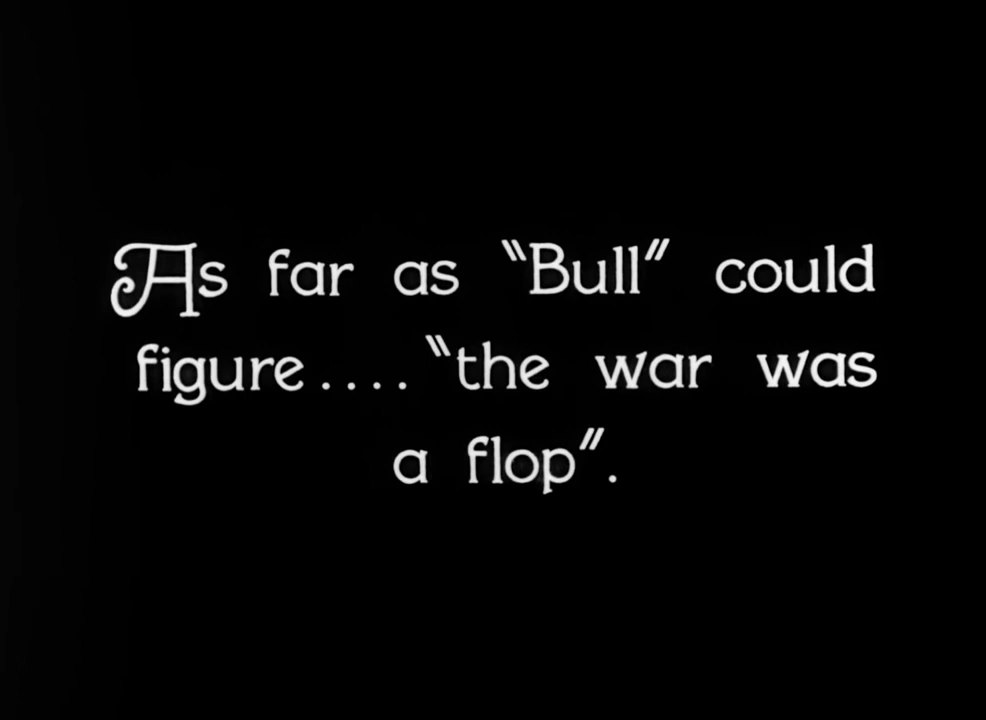 As far as "Bull" could
figure.... "the war was
a flop".